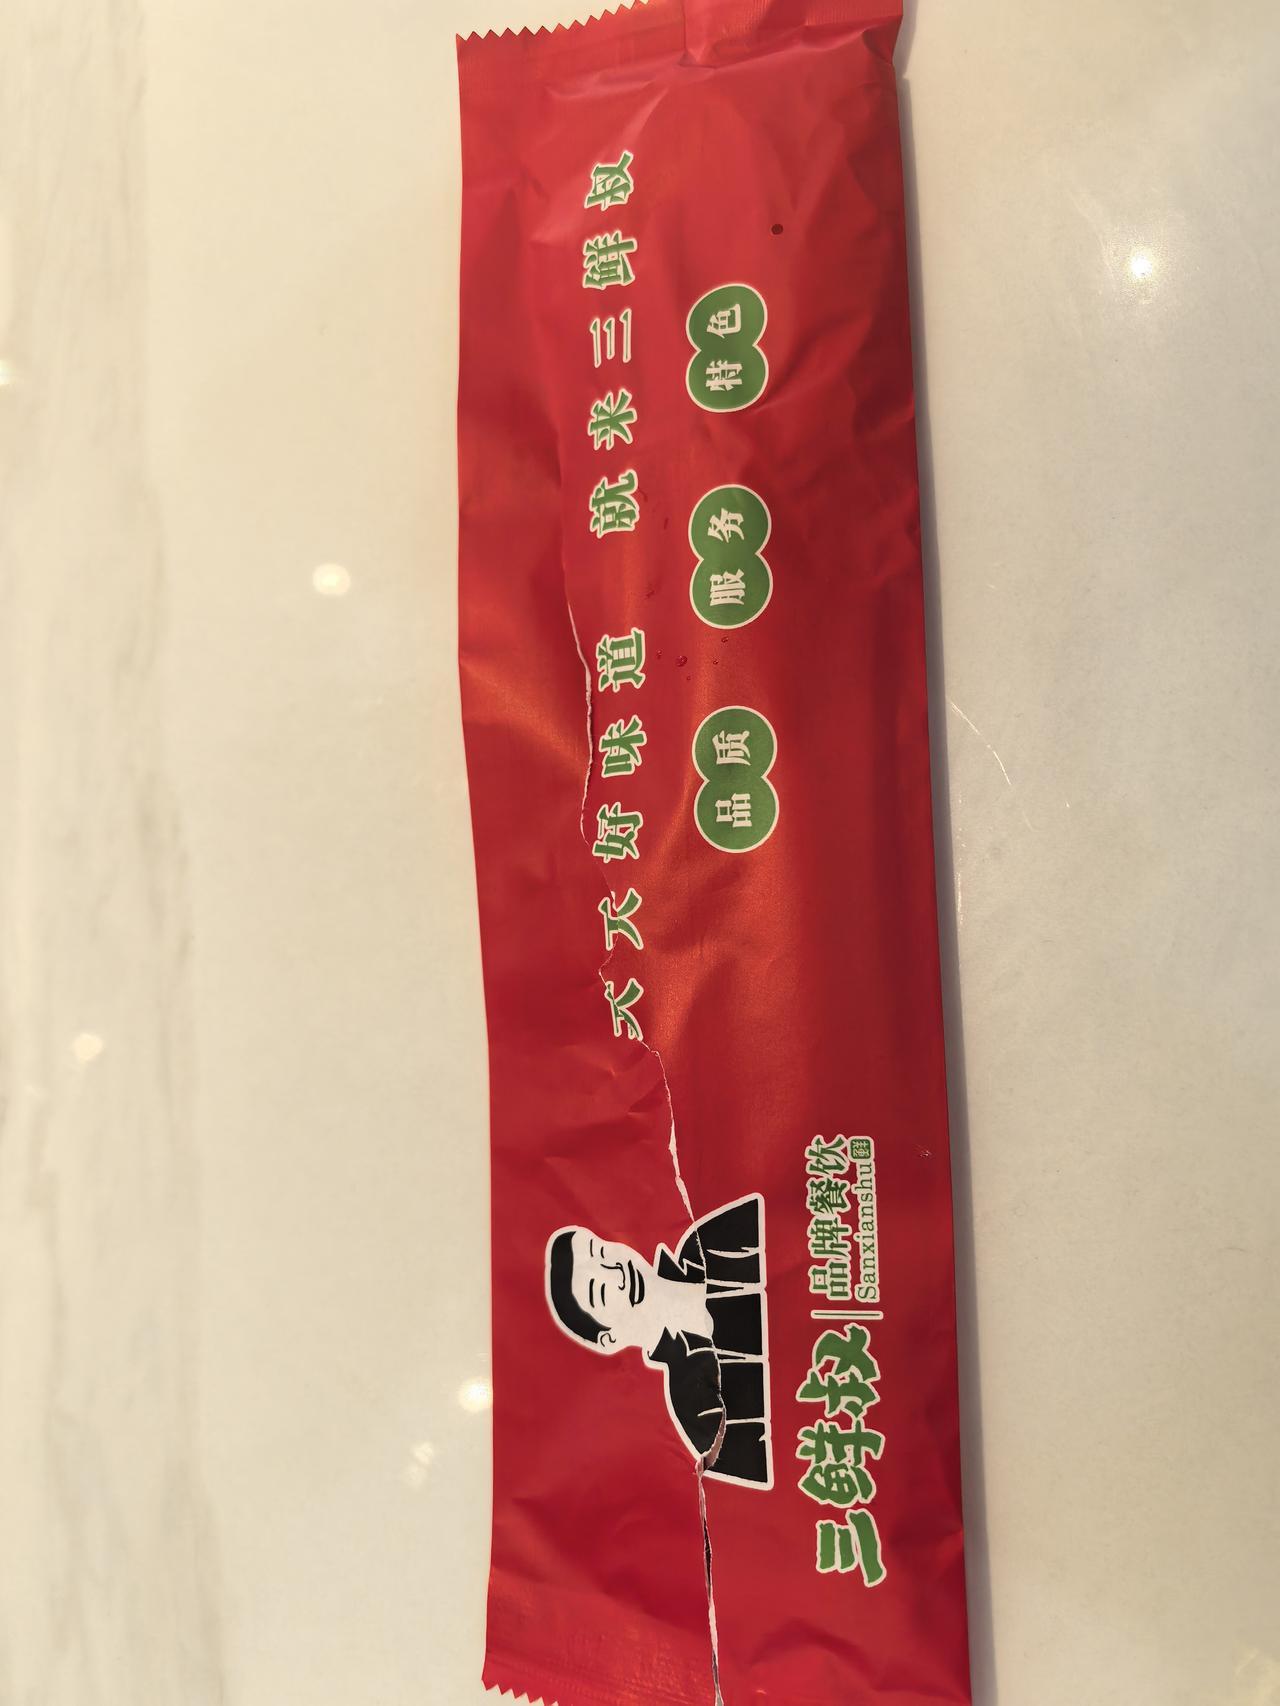 天天好味道 就来三鲜叔
品质 服务 特色
三鲜叔 品牌餐饮
Sanxianshu 鲜